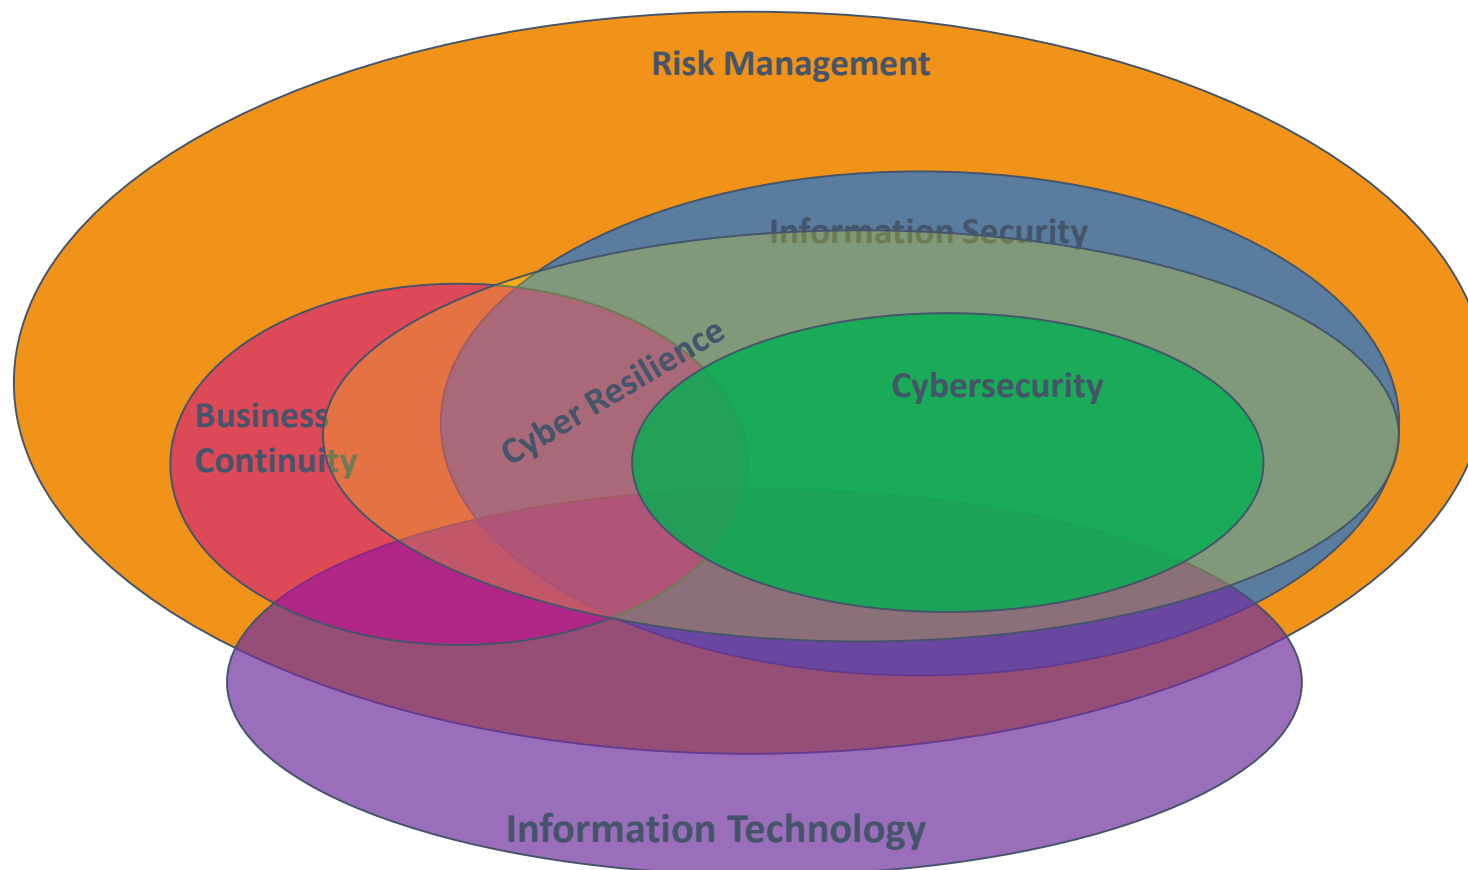 Risk Management
Information Security
Cyber Resilience
Cybersecurity
Business
Continuity
Information Technology